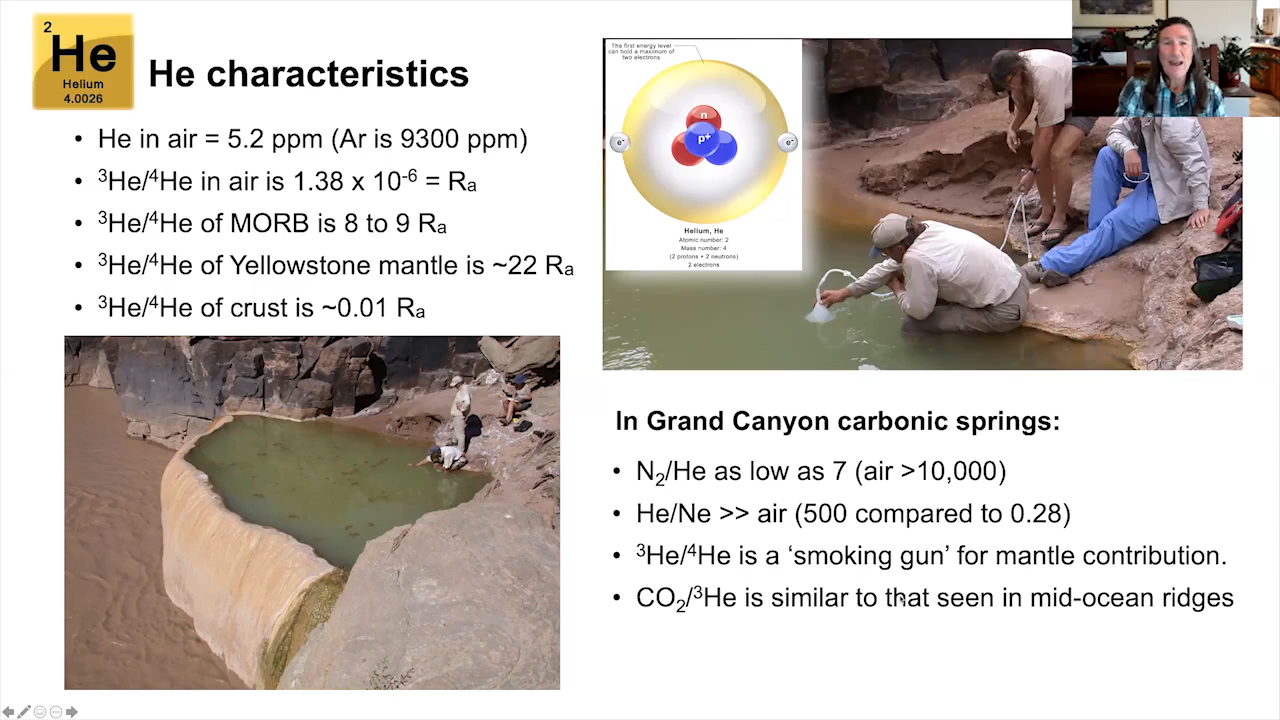 2
He
Helium
4.0026
He characteristics
• He in air = 5.2 ppm (Ar is 9300 ppm)
• ³He/⁴He in air is 1.38 x 10⁻⁶ = Rₐ
• ³He/⁴He of MORB is 8 to 9 Rₐ
• ³He/⁴He of Yellowstone mantle is ~22 Rₐ
• ³He/⁴He of crust is ~0.01 Rₐ
The first energy level
can hold a maximum of
two electrons
n
p⁺
e⁻
e⁻
Helium, He
Atomic number: 2
Mass number: 4
(2 protons + 2 neutrons)
2 electrons
In Grand Canyon carbonic springs:
• N₂/He as low as 7 (air >10,000)
• He/Ne >> air (500 compared to 0.28)
• ³He/⁴He is a ‘smoking gun’ for mantle contribution.
• CO₂/³He is similar to that seen in mid-ocean ridges